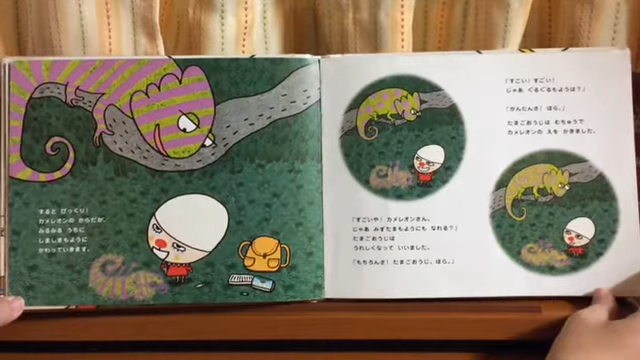 すると びっくり！
カメレオンの からだが、
みるみる うちに
しましまもように
かわっていきます。
「すごいや！ カメレオンさん。
じゃあ みずたまもようにも なれる？」
たまごおうじは
うれしくなって いいました。
「もちろんさ！ たまごおうじ、ほら。」
「すごい！ すごい！
じゃあ ぐるぐるもようは？」
「かんたんさ！ ほら。」
たまごおうじは むちゅうで
カメレオンの えを かきました。